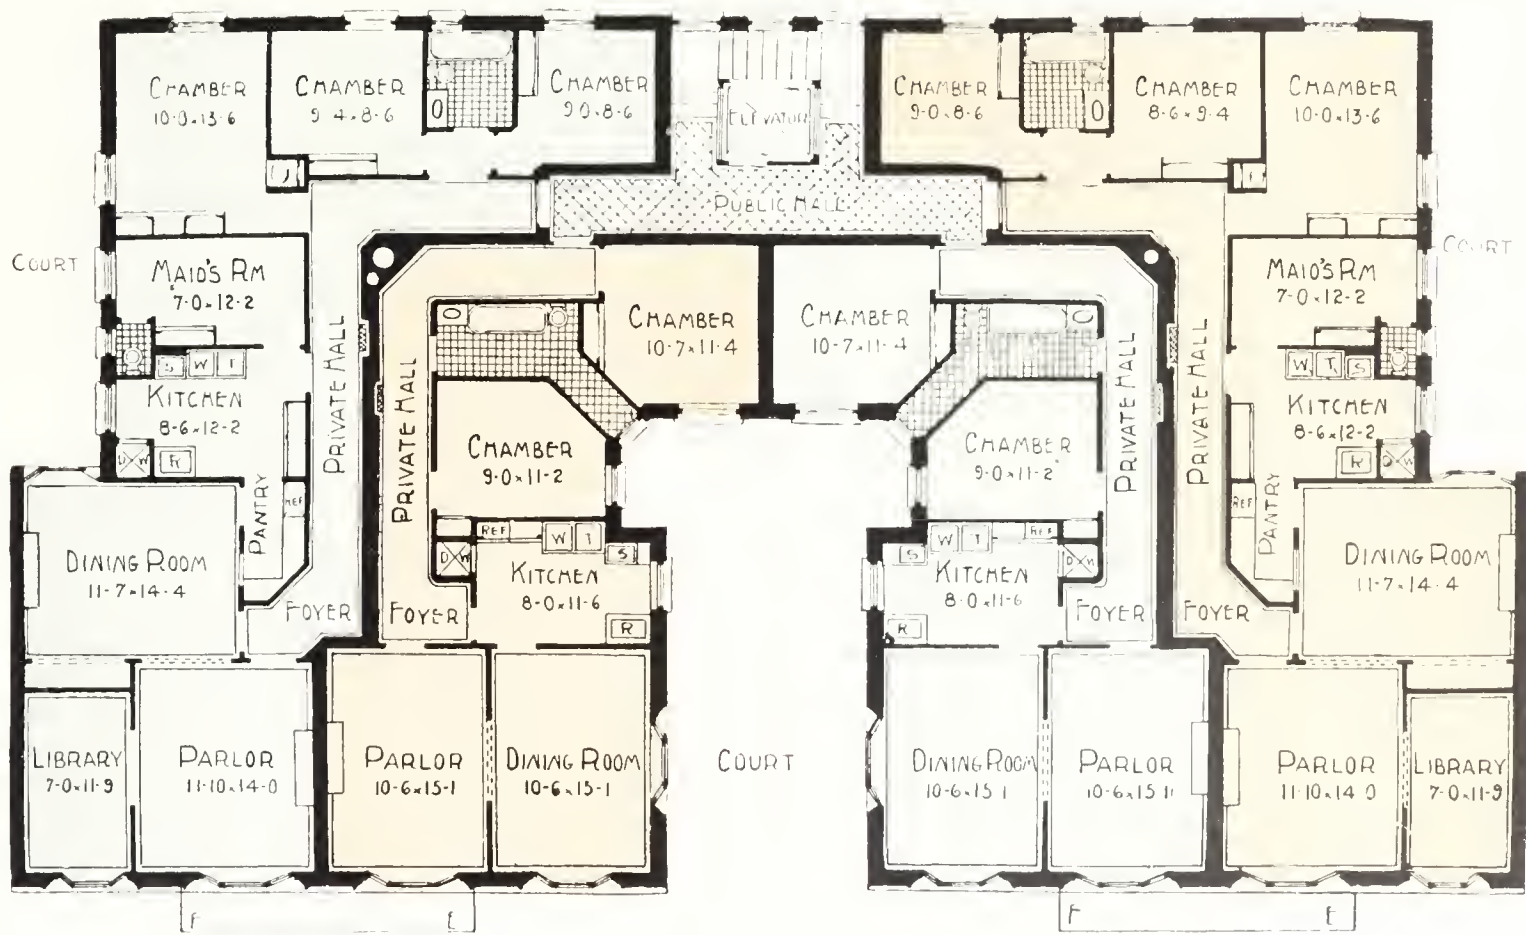 CHAMBER
10-0×13-6
CHAMBER
9-4×8-6
CHAMBER
9-0×8-6
ELEVATOR
CHAMBER
9-0×8-6
CHAMBER
8-6×9-4
CHAMBER
10-0×13-6
PUBLIC HALL
COURT
MAID'S RM
7-0×12-2
CHAMBER
10-7×11-4
CHAMBER
10-7×11-4
MAID'S RM
7-0×12-2
COURT
S W T
KITCHEN
8-6×12-2
D W
R
PRIVATE HALL
PRIVATE HALL
CHAMBER
9-0×11-2
CHAMBER
9-0×11-2
PRIVATE HALL
PRIVATE HALL
W T S
KITCHEN
8-6×12-2
R
D W
PANTRY
REF
REF
PANTRY
DINING ROOM
11-7×14-4
REF
W T
S
D W
KITCHEN
8-0×11-6
R
S
W T
REF
D W
KITCHEN
8-0×11-6
R
DINING ROOM
11-7×14-4
FOYER
FOYER
FOYER
FOYER
LIBRARY
7-0×11-9
PARLOR
11-10×14-0
PARLOR
10-6×15-1
DINING ROOM
10-6×15-1
COURT
DINING ROOM
10-6×15 1
PARLOR
10-6×15 11
PARLOR
11-10×14 0
LIBRARY
7-0×11-9
F E
F E